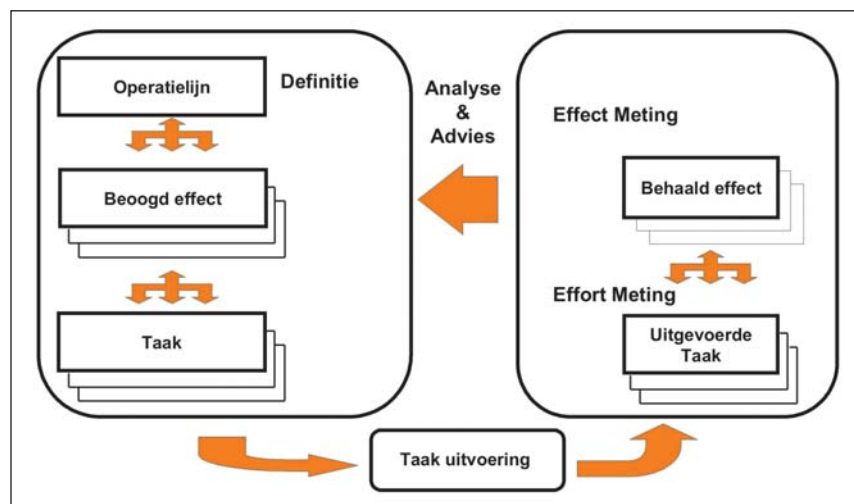 Operatielijn
Definitie
Beoogd effect
Taak
Analyse
&
Advies
Effect Meting
Behaald effect
Effort Meting
Uitgevoerde
Taak
Taak uitvoering